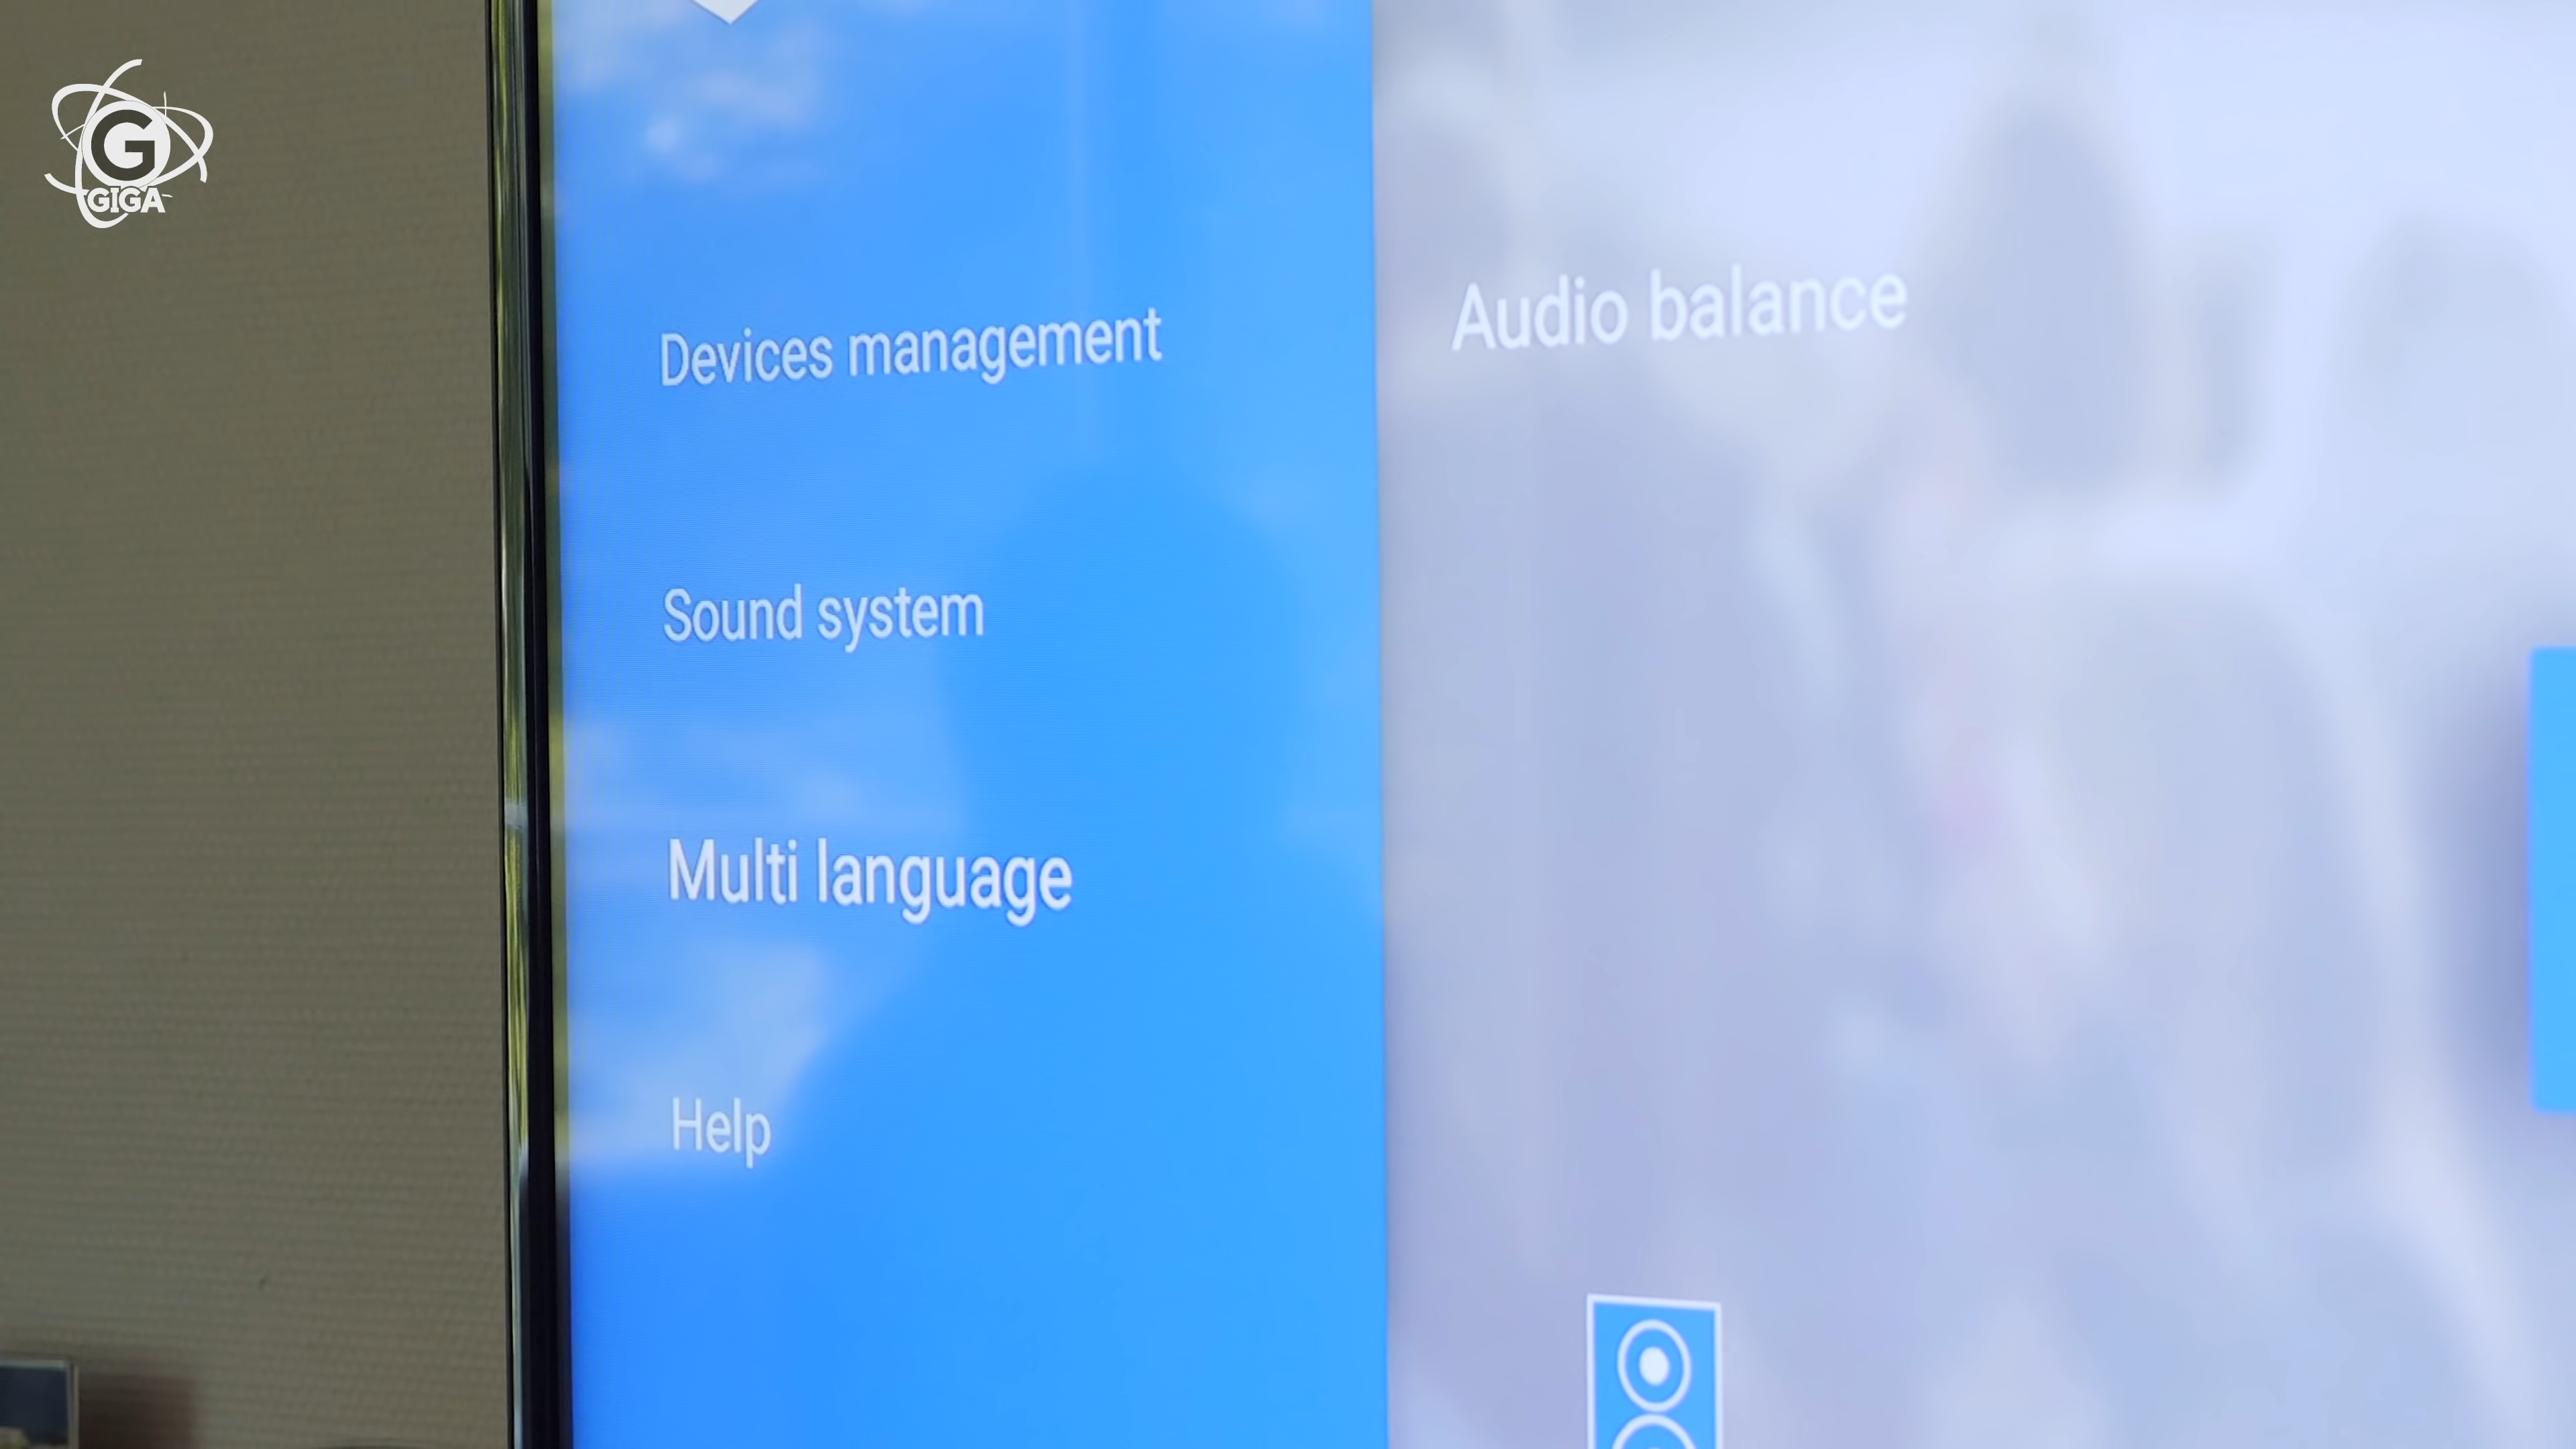 G
GIGA
Devices management
Audio balance
Sound system
Multi language
Help